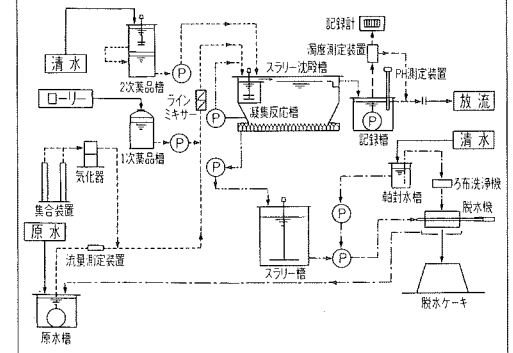 記録計
濁度測定装置
清水
2次薬品槽
P
スラリー沈殿槽
PH測定装置
ローリー
ライン
ミキサー
凝集反応槽
P
P
放流
記録槽
清水
1次薬品槽
P
P
気化器
ろ布洗浄機
集合装置
軸封水槽
P
脱水機
原水
流量測定装置
スラリー槽
P
脱水ケーキ
原水槽